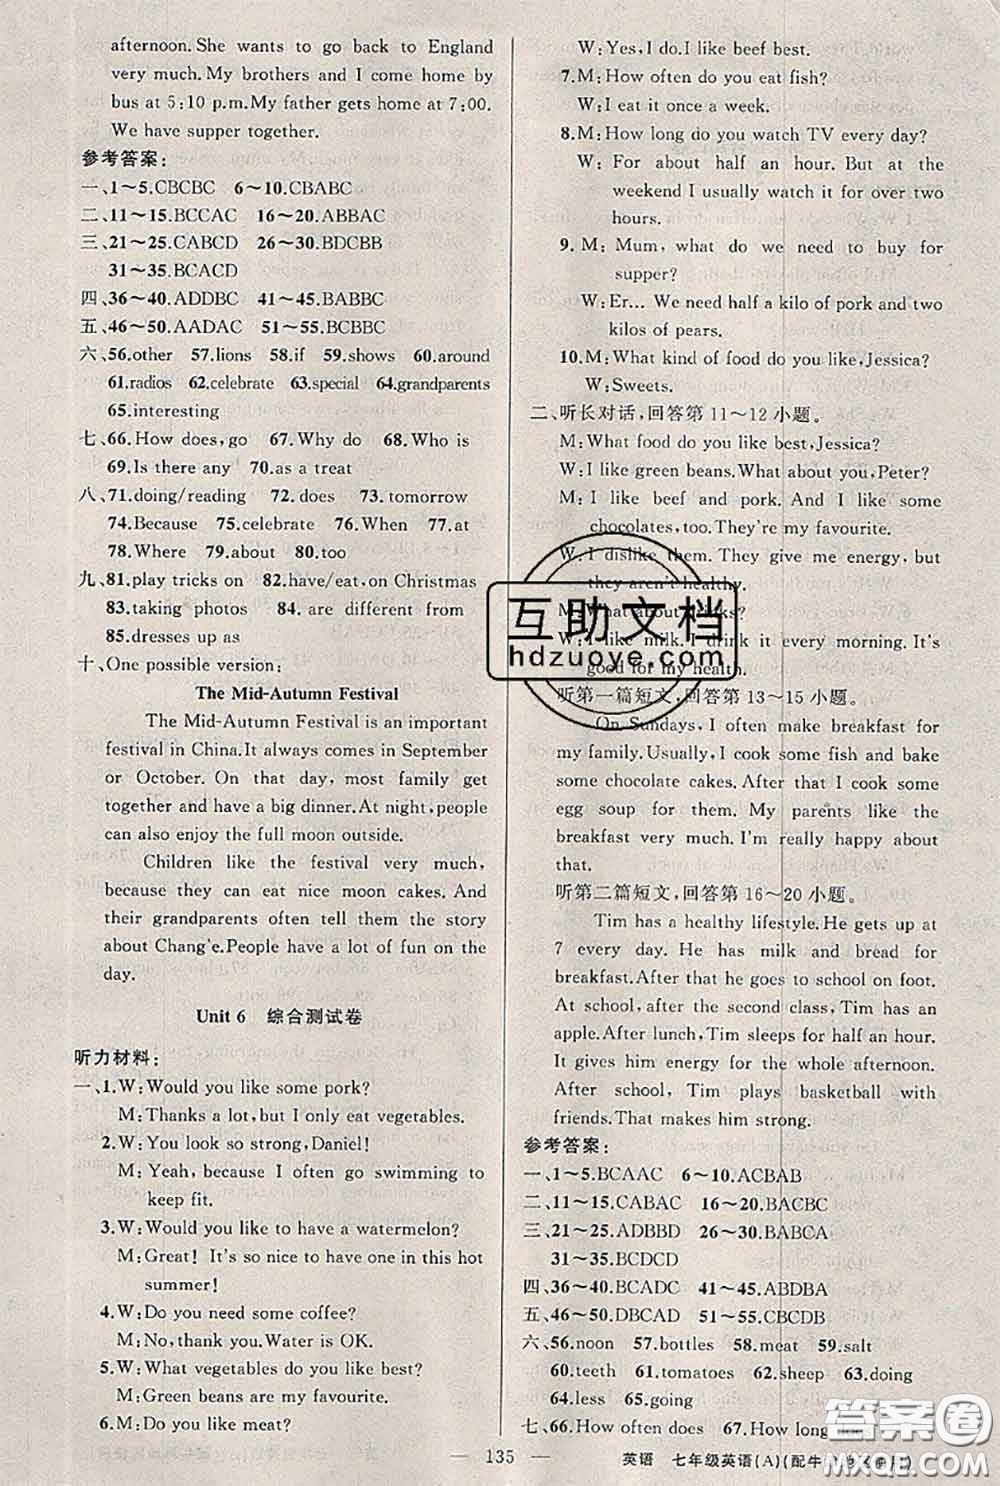 afternoon.She wants to go back to England
very much.My brothers and I come home by
bus at 5:10 p.m.My father gets home at 7:00.
We have supper together.
参考答案：
一、1～5.CBCBC 6～10.CBABC
二、11～15.BCCAC 16～20.ABBAC
三、21～25.CABCD 26～30.BDCBB
31～35.BCACD
四、36～40.ADDBC 41～45.BABBC
五、46～50.AADAC 51～55.BCBBC
六、56.other 57.lions 58.if 59.shows 60.around
61.radios 62.celebrate 63.special 64.grandparents
65.interesting
七、66.How does,go 67.Why do 68.Who is
69.Is there any 70.as a treat
八、71.doing/reading 72.does 73.tomorrow
74.Because 75.celebrate 76.When 77.at
78.Where 79.about 80.too
九、81.play tricks on 82.have/eat,on Christmas
83.taking photos 84.are different from
85.dresses up as
十、One possible version:
The Mid-Autumn Festival
The Mid-Autumn Festival is an important
festival in China.It always comes in September
or October. On that day, most family get
together and have a big dinner.At night,people
can also enjoy the full moon outside.
Children like the festival very much,
because they can eat nice moon cakes. And
their grandparents often tell them the story
about Chang'e.People have a lot of fun on the
day.
Unit 6 综合测试卷
听力材料：
一、1.W:Would you like some pork?
M:Thanks a lot,but I only eat vegetables.
2.W:You look so strong,Daniel!
M:Yeah, because I often go swimming to
keep fit.
3.W:Would you like to have a watermelon?
M:Great! It's so nice to have one in this hot
summer!
4.W:Do you need some coffee?
M:No,thank you.Water is OK.
5.W:What vegetables do you like best?
M:Green beans are my favourite.
6.M:Do you like meat?
W:Yes,I do.I like beef best.
7.M:How often do you eat fish?
W:I eat it once a week.
8.M:How long do you watch TV every day?
W: For about half an hour. But at the
weekend I usually watch it for over two
hours.
9. M: Mum, what do we need to buy for
supper?
W:Er... We need half a kilo of pork and two
kilos of pears.
10.M:What kind of food do you like,Jessica?
W:Sweets.
二、听长对话，回答第11～12小题。
M:What food do you like best,Jessica?
W:I like green beans.What about you,Peter?
M:I like beef and pork. And I like some
chocolates,too.They're my favourite.
W:I dislike them. They give me energy, but
they aren't healthy.
M:What about drinks?
W:I like milk. I drink it every morning. It's
good for my health.
听第一篇短文，回答第13～15小题。
On Sundays,I often make breakfast for
my family.Usually,I cook some fish and bake
some chocolate cakes. After that I cook some
egg soup for them. My parents like the
breakfast very much. I'm really happy about
that.
听第二篇短文，回答第16～20小题。
Tim has a healthy lifestyle.He gets up at
7 every day. He has milk and bread for
breakfast.After that he goes to school on foot.
At school,after the second class,Tim has an
apple.After lunch,Tim sleeps for half an hour.
It gives him energy for the whole afternoon.
After school, Tim plays basketball with
friends.That makes him strong.
参考答案：
一、1～5.BCAAC 6～10.ACBAB
二、11～15.CABAC 16～20.BACBC
三、21～25.ADBBD 26～30.BABCA
31～35.BCDCD
四、36～40.BCADC 41～45.ABDBA
五、46～50.DBCAD 51～55.CBCDB
六、56.noon 57.bottles 58.meat 59.salt
60.teeth 61.tomatoes 62.sheep 63.doing
64.less 65.going
七、66.How often does 67.How long
— 135 —
英语 七年级英语(A)(配牛
互助文档
hdzuoye.com
答案卷
MXQE.COM